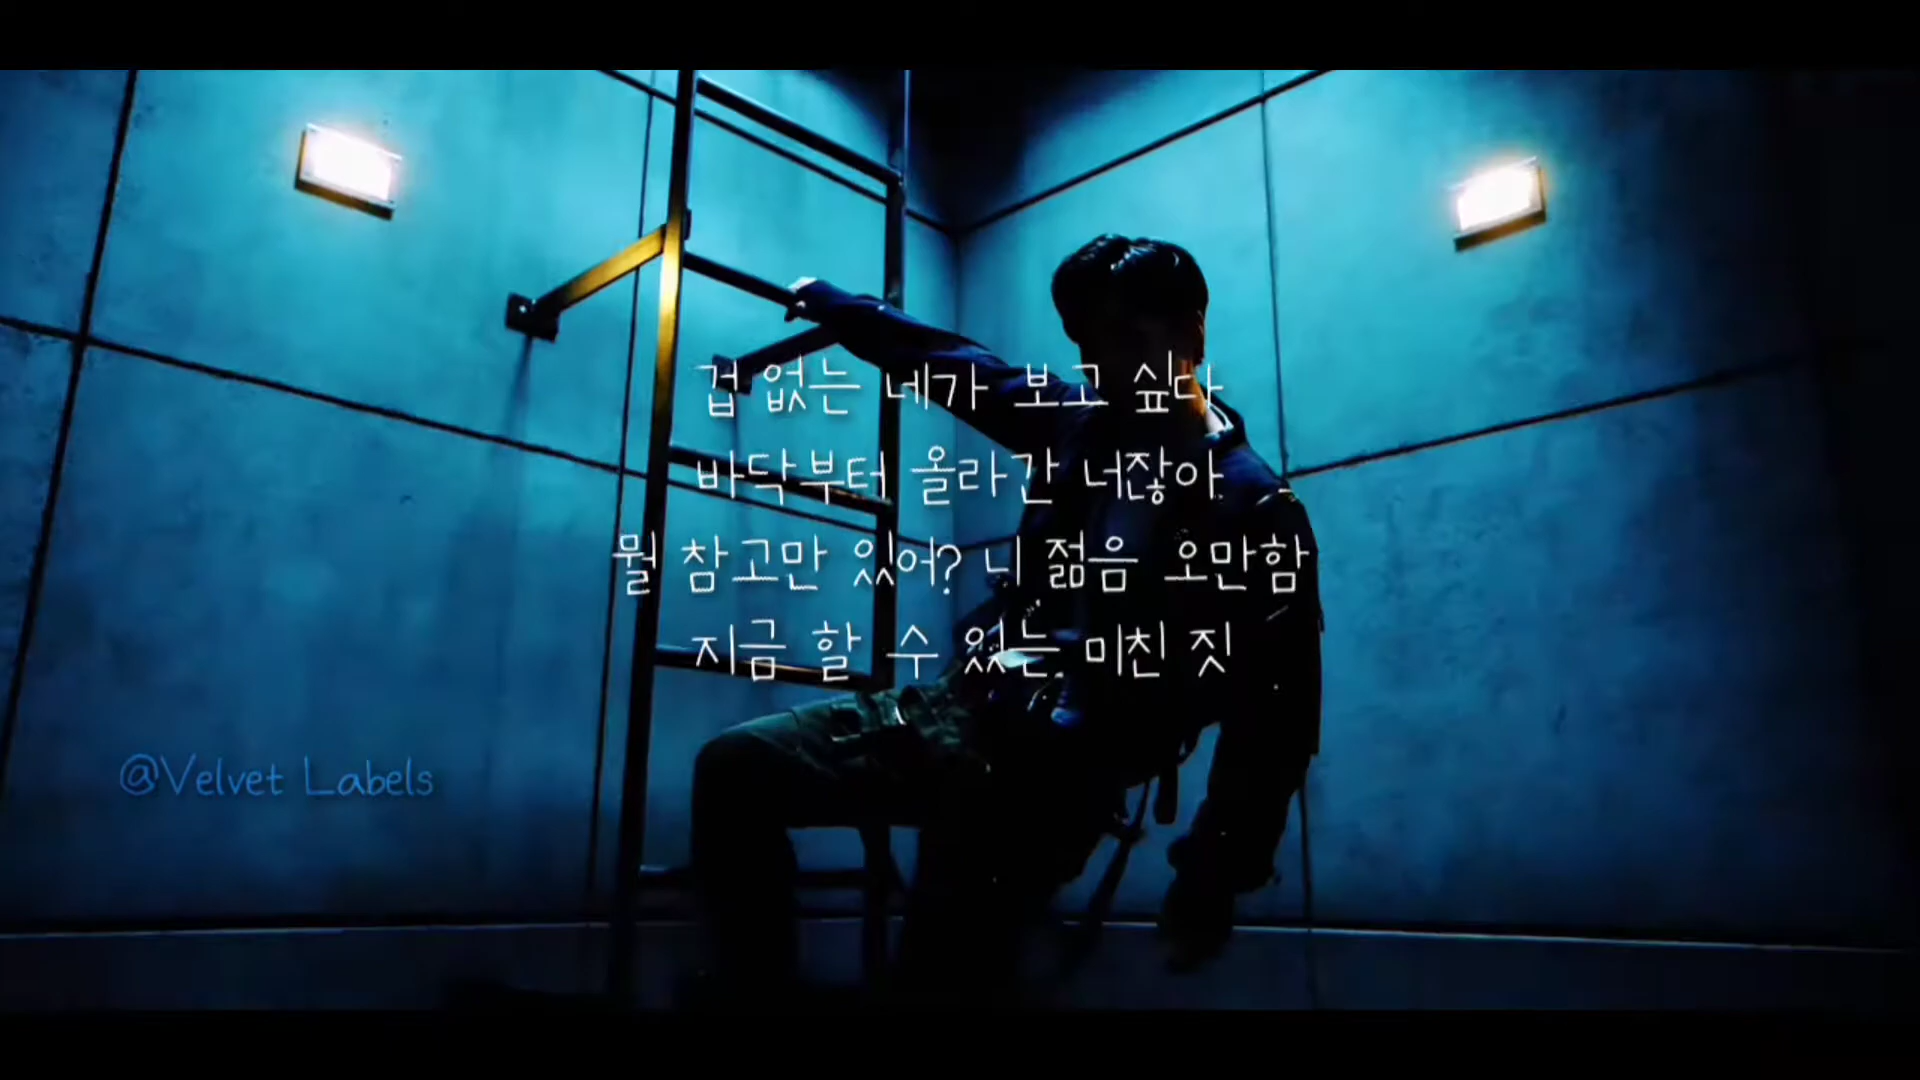 겁 없는 네가 보고 싶다
바닥부터 올라간 너잖아
뭘 참고만 있어? 니 젊음 오만함
지금 할 수 있는 미친 짓
@Velvet Labels